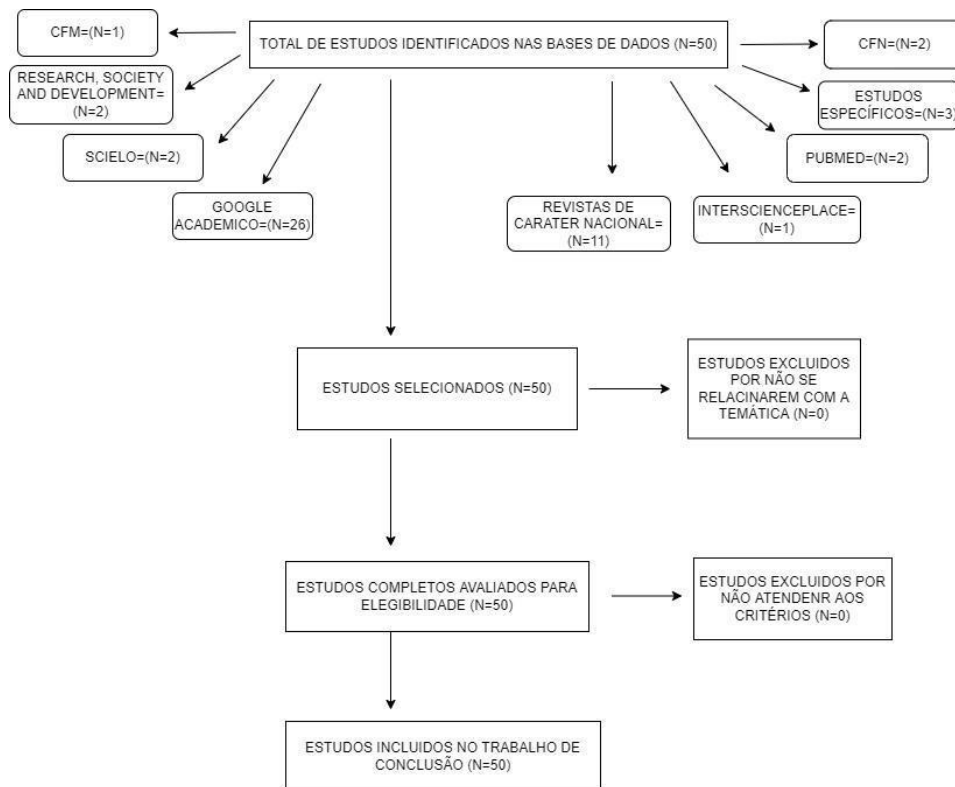 CFM=(N=1)
TOTAL DE ESTUDOS IDENTIFICADOS NAS BASES DE DADOS (N=50)
CFN=(N=2)
RESEARCH, SOCIETY
AND DEVELOPMENT=
(N=2)
ESTUDOS
ESPECÍFICOS=(N=3)
SCIELO=(N=2)
PUBMED=(N=2)
GOOGLE
ACADEMICO=(N=26)
REVISTAS DE
CARATER NACIONAL=
(N=11)
INTERSCIENCEPLACE=
(N=1)
ESTUDOS SELECIONADOS (N=50)
ESTUDOS EXCLUIDOS
POR NÃO SE
RELACINAREM COM A
TEMÁTICA (N=0)
ESTUDOS COMPLETOS AVALIADOS PARA
ELEGIBILIDADE (N=50)
ESTUDOS EXCLUIDOS POR
NÃO ATENDENR AOS
CRITÉRIOS (N=0)
ESTUDOS INCLUIDOS NO TRABALHO DE
CONCLUSÃO (N=50)